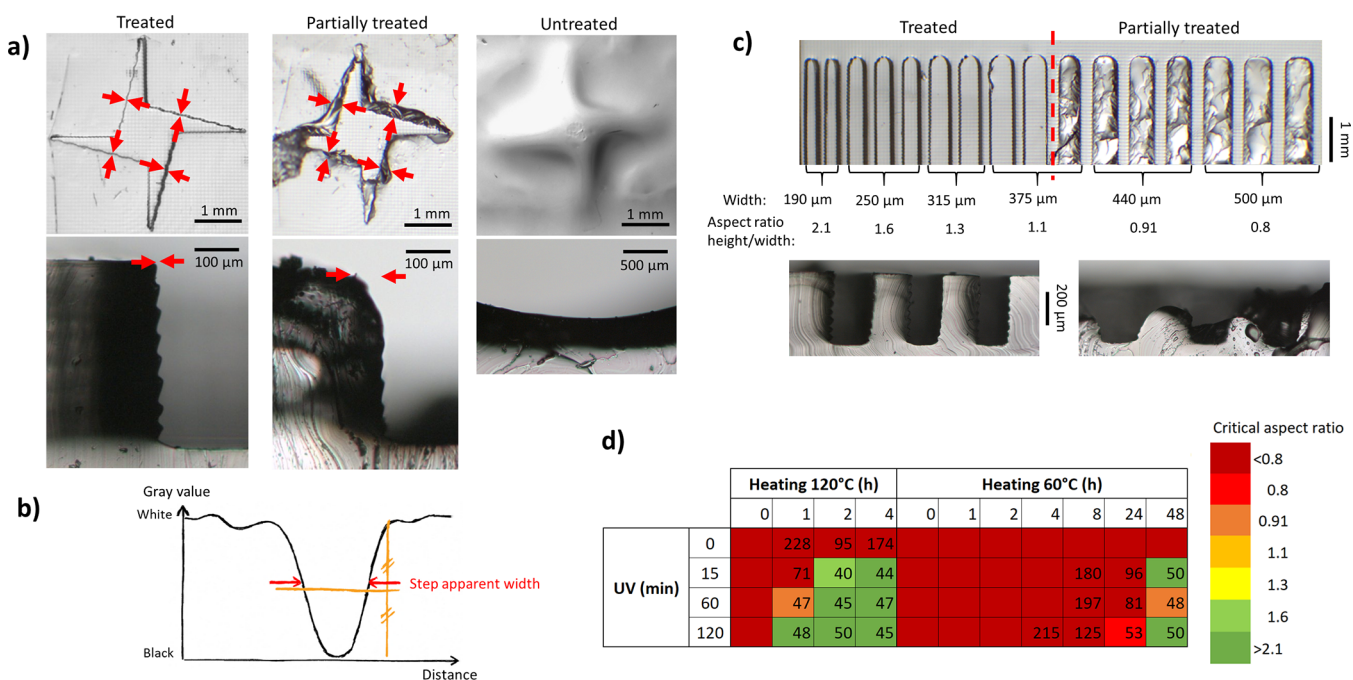 a)
Treated
Partially treated
Untreated
1 mm
1 mm
1 mm
100 µm
100 µm
500 µm
b)
Gray value
White
Step apparent width
Black
Distance
c)
Treated
Partially treated
1 mm
Width:
190 µm
250 µm
315 µm
375 µm
440 µm
500 µm
Aspect ratio
height/width:
2.1
1.6
1.3
1.1
0.91
0.8
200 µm
d)
Critical aspect ratio
<0.8
0.8
0.91
1.1
1.3
1.6
>2.1
Heating 120°C (h) Heating 60°C (h)
0 1 2 4 0 1 2 4 8 24 48
UV (min)
0 228 95 174
15 71 40 44 180 96 50
60 47 45 47 197 81 48
120 48 50 45 215 125 53 50